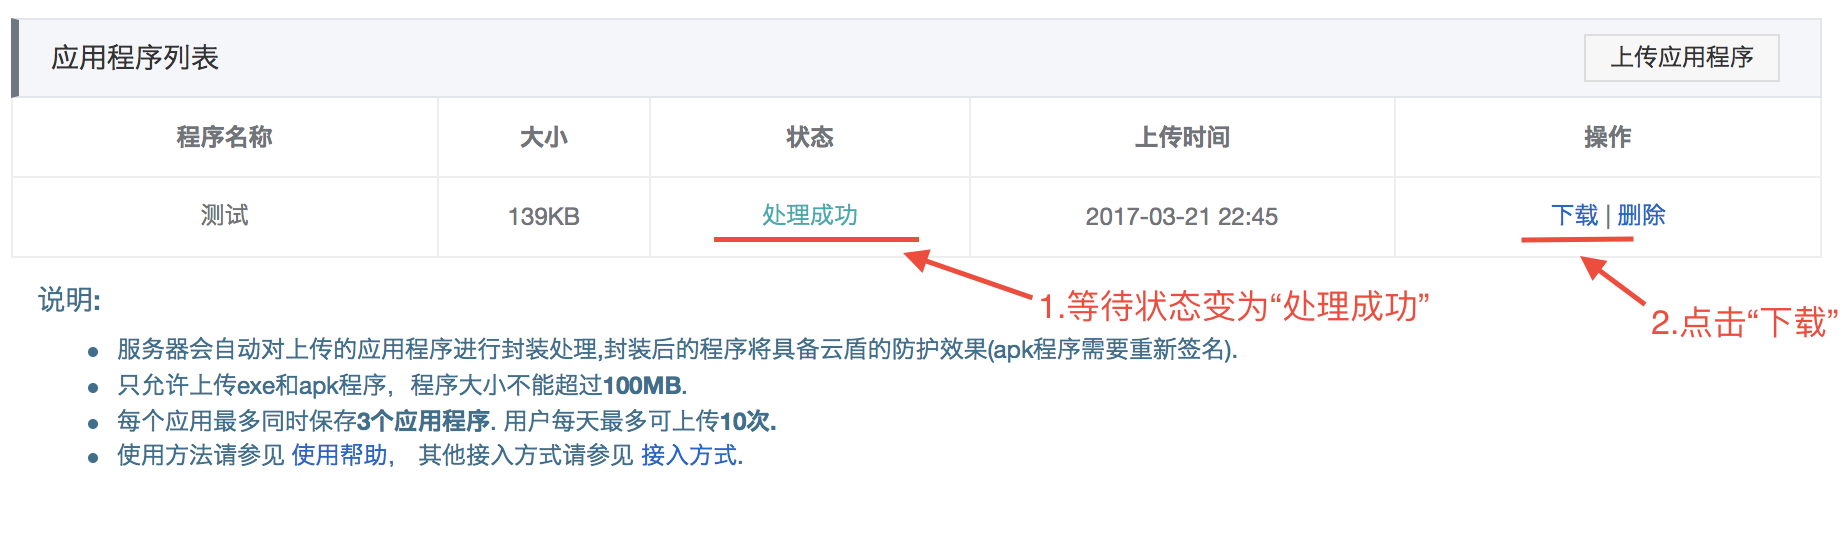 应用程序列表 上传应用程序
程序名称 大小 状态 上传时间 操作
测试 139KB 处理成功 2017-03-21 22:45 下载 | 删除
说明:
1.等待状态变为“处理成功”
2.点击“下载”
服务器会自动对上传的应用程序进行封装处理,封装后的程序将具备云盾的防护效果(apk程序需要重新签名).
只允许上传exe和apk程序，程序大小不能超过100MB.
每个应用最多同时保存3个应用程序. 用户每天最多可上传10次.
使用方法请参见 使用帮助， 其他接入方式请参见 接入方式.